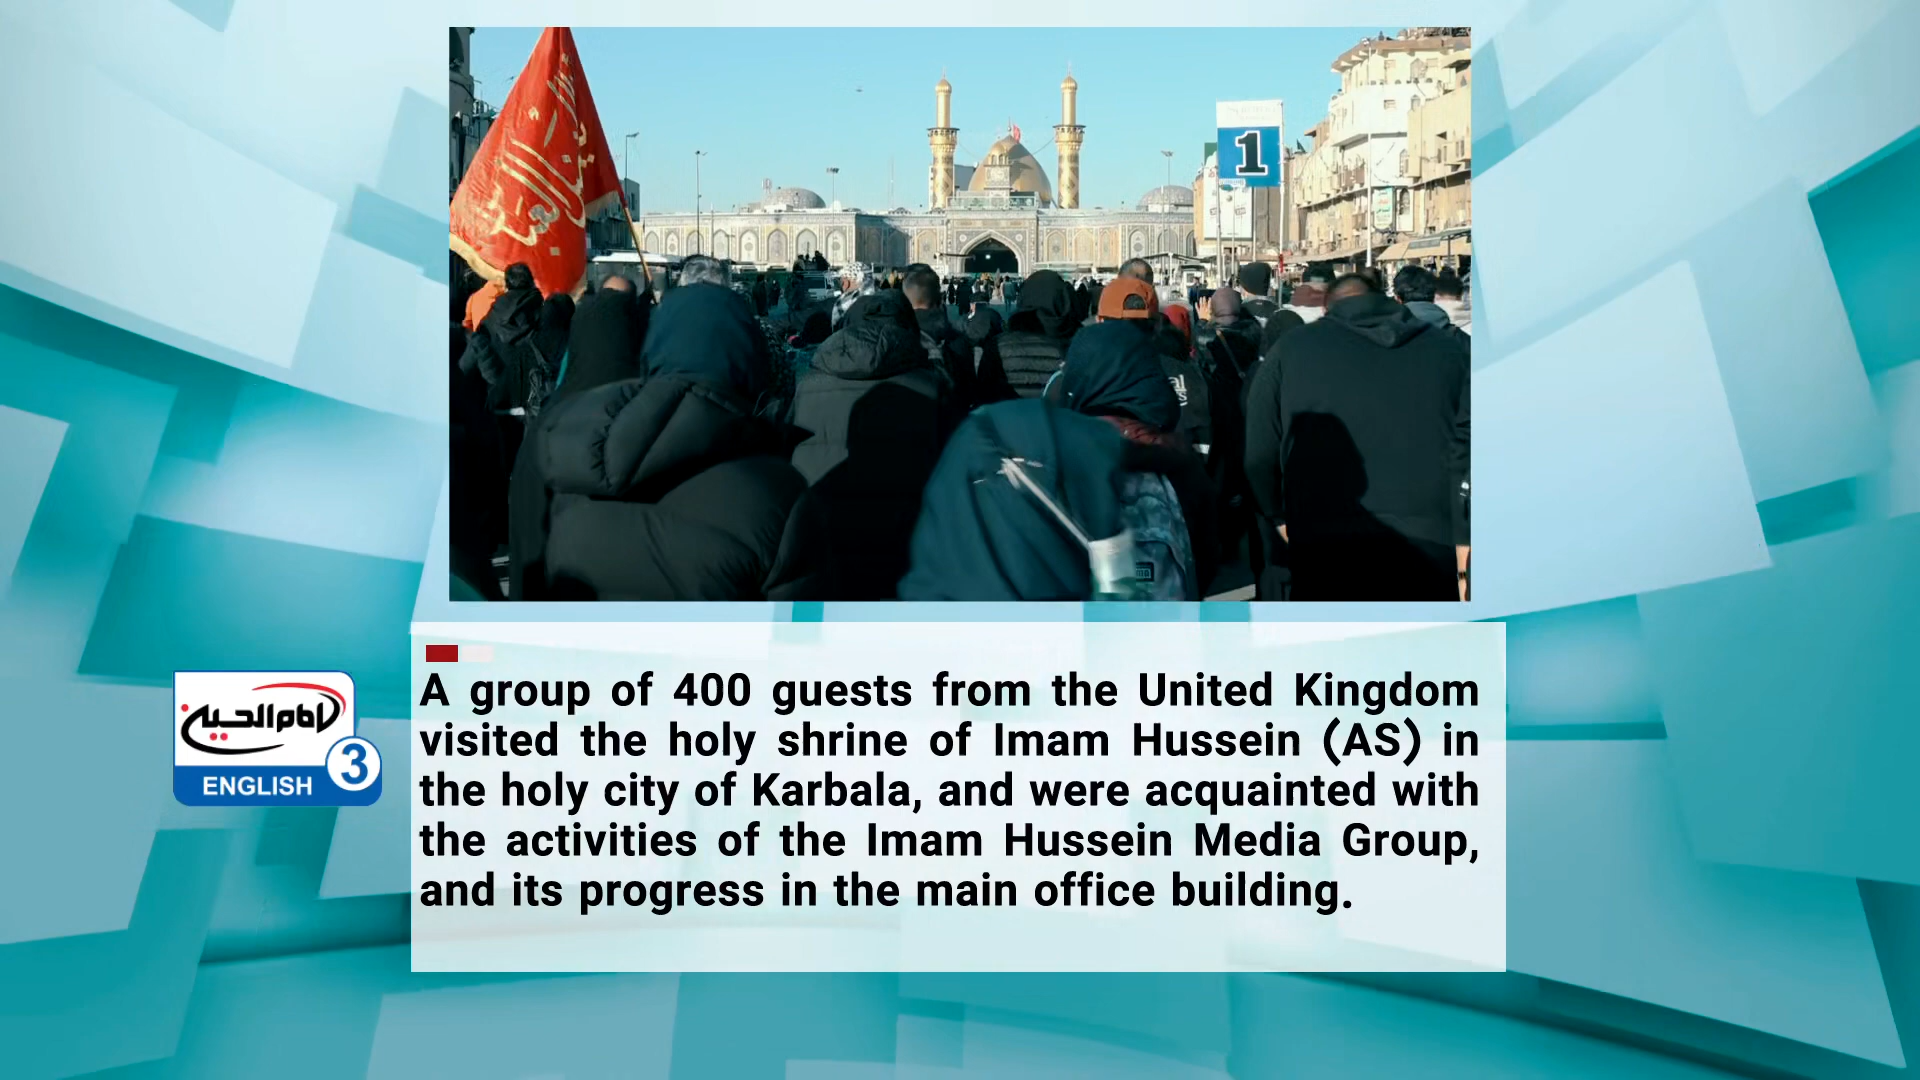 1
A group of 400 guests from the United Kingdom
visited the holy shrine of Imam Hussein (AS) in
the holy city of Karbala, and were acquainted with
the activities of the Imam Hussein Media Group,
and its progress in the main office building.
الامام الحسين
3
ENGLISH